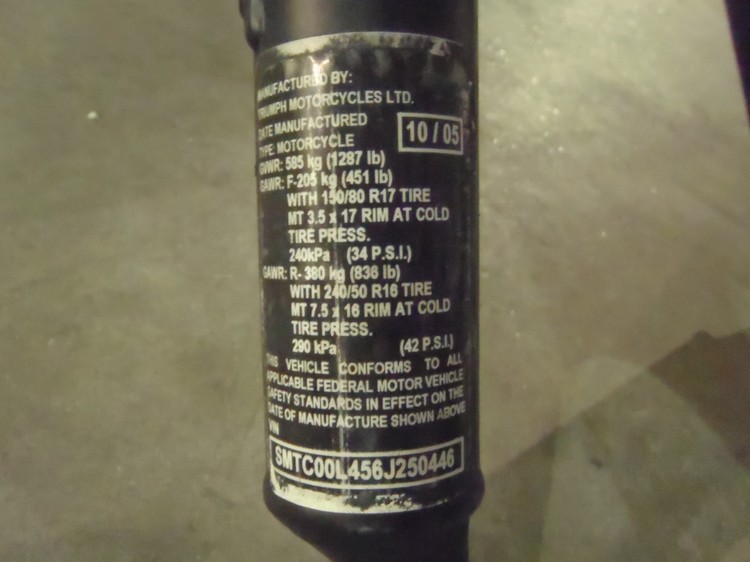 MANUFACTURED BY:
TRIUMPH MOTORCYCLES LTD.
DATE MANUFACTURED
10 / 05
TYPE: MOTORCYCLE
GVWR: 585 kg (1287 lb)
GAWR: F-205 kg (451 lb)
WITH 150/80 R17 TIRE
MT 3.5 x 17 RIM AT COLD
TIRE PRESS.
240kPa (34 P.S.I.)
GAWR: R- 380 kg (836 lb)
WITH 240/50 R16 TIRE
MT 7.5 x 16 RIM AT COLD
TIRE PRESS.
290 kPa (42 P.S.I.)
THIS VEHICLE CONFORMS TO ALL
APPLICABLE FEDERAL MOTOR VEHICLE
SAFETY STANDARDS IN EFFECT ON THE
DATE OF MANUFACTURE SHOWN ABOVE
VIN
SMTC00L456J250446